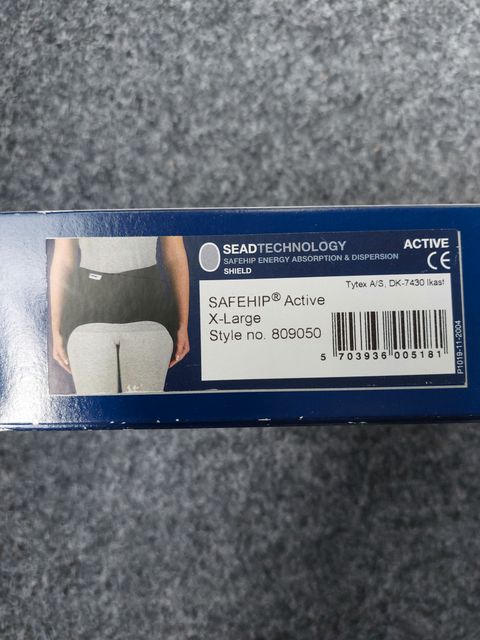 SEADTECHNOLOGY
SAFEHIP ENERGY ABSORPTION & DISPERSION
SHIELD
ACTIVE
CE
Tytex A/S, DK-7430 Ikast
SAFEHIP® Active
X-Large
Style no. 809050
5 703936 005181
P1019-11-2004